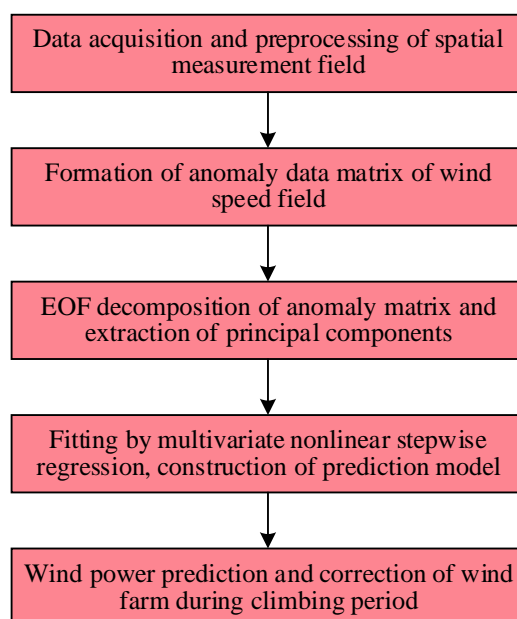 Data acquisition and preprocessing of spatial
measurement field
Formation of anomaly data matrix of wind
speed field
EOF decomposition of anomaly matrix and
extraction of principal components
Fitting by multivariate nonlinear stepwise
regression, construction of prediction model
Wind power prediction and correction of wind
farm during climbing period